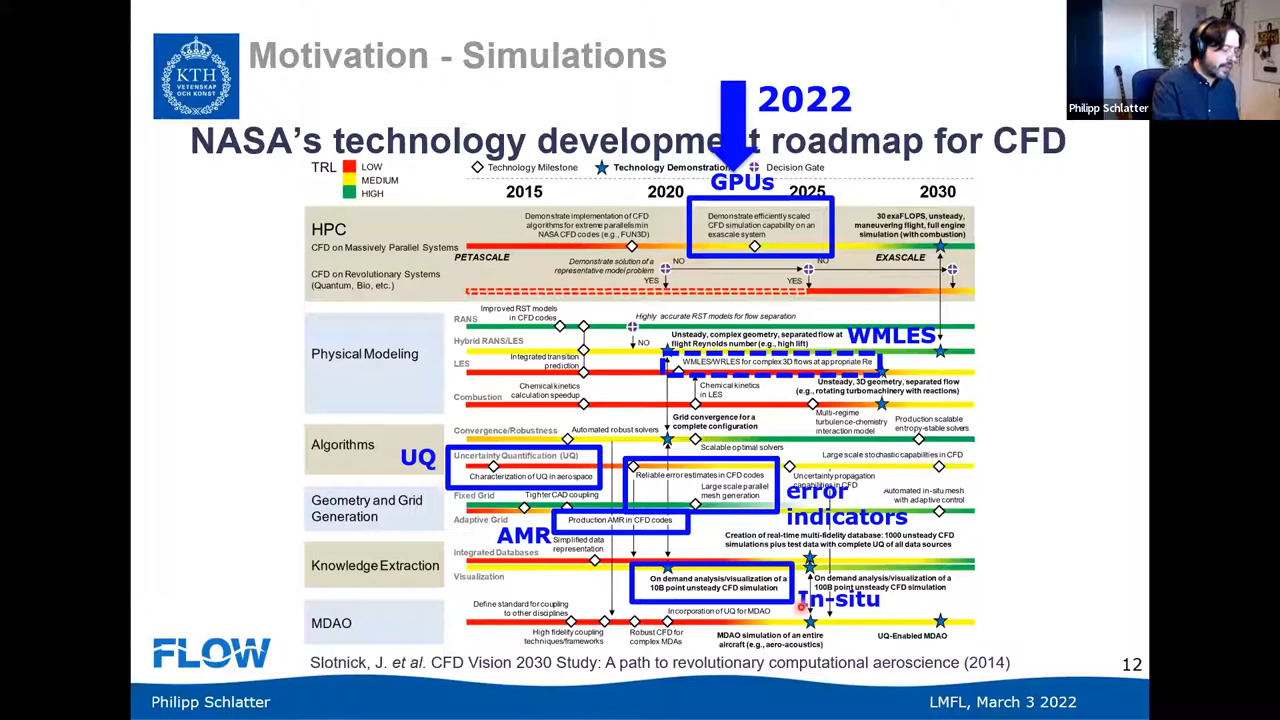 KTH
VETENSKAP
OCH KONST
Motivation - Simulations
Philipp Schlatter
2022
NASA's technology development roadmap for CFD
TRL
LOW
MEDIUM
HIGH
Technology Milestone
Technology Demonstration
Decision Gate
GPUs
2015
2020
2025
2030
HPC
CFD on Massively Parallel Systems
CFD on Revolutionary Systems
(Quantum, Bio, etc.)
Demonstrate implementation of CFD
algorithms for extreme parallelism in
NASA CFD codes (e.g., FUN3D)
Demonstrate efficiently scaled
CFD simulation capability on an
exascale system
30 exaFLOPS, unsteady,
maneuvering flight, full engine
simulation (with combustion)
PETASCALE
Demonstrate solution of a
representative model problem
NO
NO
EXASCALE
YES
YES
Physical Modeling
RANS
Improved RST models
in CFD codes
Highly accurate RST models for flow separation
Hybrid RANS/LES
NO
Unsteady, complex geometry, separated flow at
flight Reynolds number (e.g., high lift)
WMLES
LES
Integrated transition
prediction
WMLES/WRLES for complex 3D flows at appropriate Re
Chemical kinetics
calculation speedup
Chemical kinetics
in LES
Unsteady, 3D geometry, separated flow
(e.g., rotating turbomachinery with reactions)
Combustion
Grid convergence for a
complete configuration
Multi-regime
turbulence-chemistry
interaction model
Production scalable
entropy-stable solvers
Algorithms
Convergence/Robustness
Automated robust solvers
Scalable optimal solvers
UQ
Uncertainty Quantification (UQ)
Characterization of UQ in aerospace
Reliable error estimates in CFD codes
Large scale stochastic capabilities in CFD
Uncertainty propagation
capabilities in CFD
Large scale parallel
mesh generation
error
indicators
Automated in-situ mesh
with adaptive control
Geometry and Grid
Generation
Fixed Grid
Tighter CAD coupling
Adaptive Grid
Production AMR in CFD codes
AMR
Simplified data
representation
Creation of real-time multi-fidelity database: 1000 unsteady CFD
simulations plus test data with complete UQ of all data sources
Knowledge Extraction
Integrated Databases
Visualization
On demand analysis/visualization of a
10B point unsteady CFD simulation
On demand analysis/visualization of a
100B point unsteady CFD simulation
In-situ
MDAO
Define standard for coupling
to other disciplines
Incorporation of UQ for MDAO
High fidelity coupling
techniques/frameworks
Robust CFD for
complex MDAs
MDAO simulation of an entire
aircraft (e.g., aero-acoustics)
UQ-Enabled MDAO
FLOW
Slotnick, J. et al. CFD Vision 2030 Study: A path to revolutionary computational aeroscience (2014)
12
Philipp Schlatter
LMFL, March 3 2022